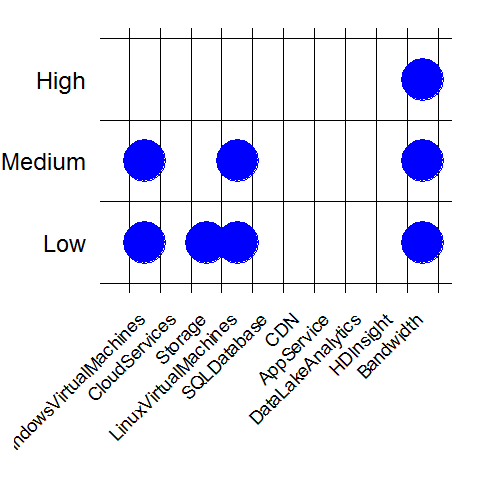 High
Medium
Low
ndowsVirtualMachines
CloudServices
Storage
LinuxVirtualMachines
SQLDatabase
CDN
AppService
DataLakeAnalytics
HDInsight
Bandwidth